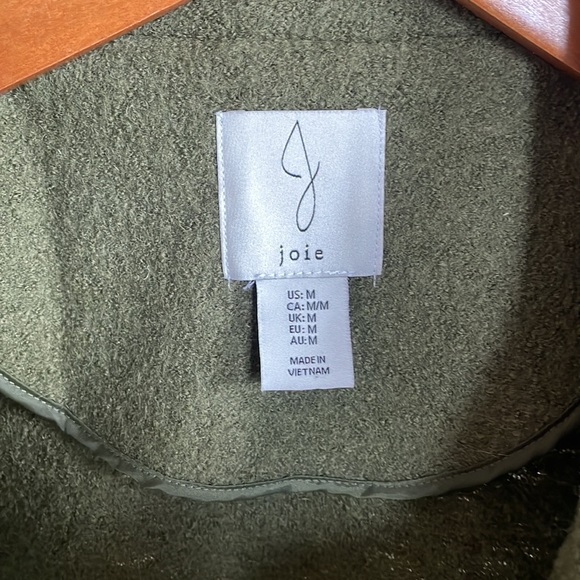 J
joie
US: M
CA: M/M
UK: M
EU: M
AU: M
MADE IN
VIETNAM